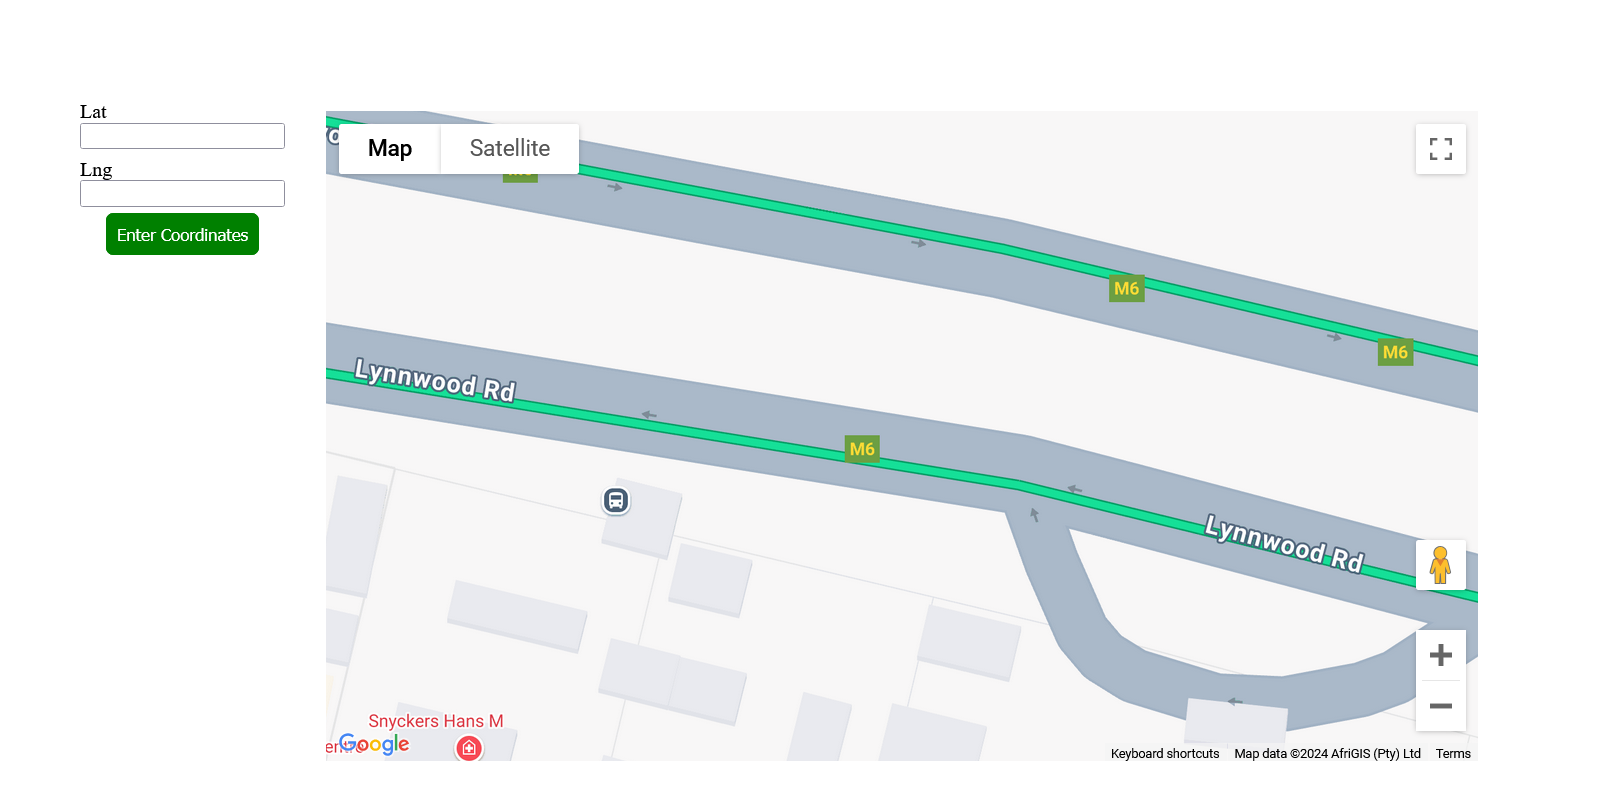 Lat
Lng
Enter Coordinates
Map
Satellite
M6
M6
Lynnwood Rd
M6
Lynnwood Rd
Snyckers Hans M
Google
Keyboard shortcuts
Map data ©2024 AfriGIS (Pty) Ltd
Terms